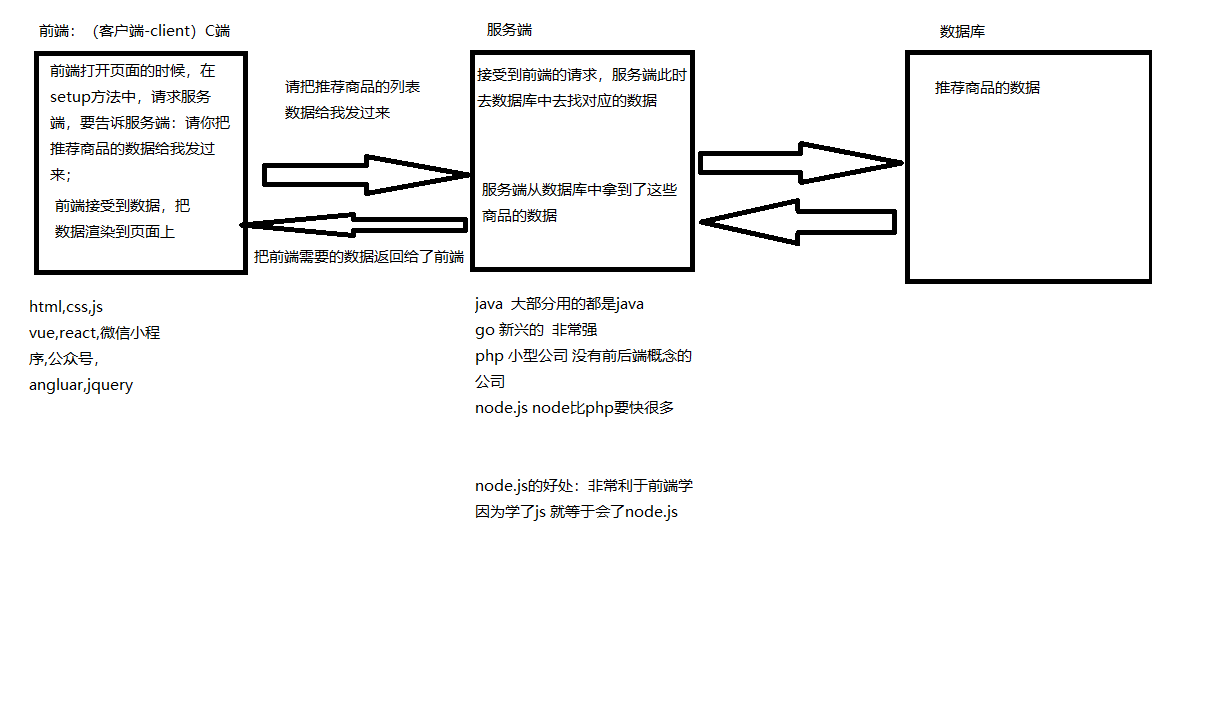 前端：（客户端-client）C端
前端打开页面的时候，在
setup方法中，请求服务
端，要告诉服务端：请你把
推荐商品的数据给我发过
来；
前端接受到数据，把
数据渲染到页面上
请把推荐商品的列表
数据给我发过来
把前端需要的数据返回给了前端
服务端
接受到前端的请求，服务端此时
去数据库中去找对应的数据
服务端从数据库中拿到了这些
商品的数据
数据库
推荐商品的数据
html,css,js
vue,react,微信小程
序,公众号，
angluar,jquery
java 大部分用的都是java
go 新兴的 非常强
php 小型公司 没有前后端概念的
公司
node.js node比php要快很多
node.js的好处：非常利于前端学
因为学了js 就等于会了node.js